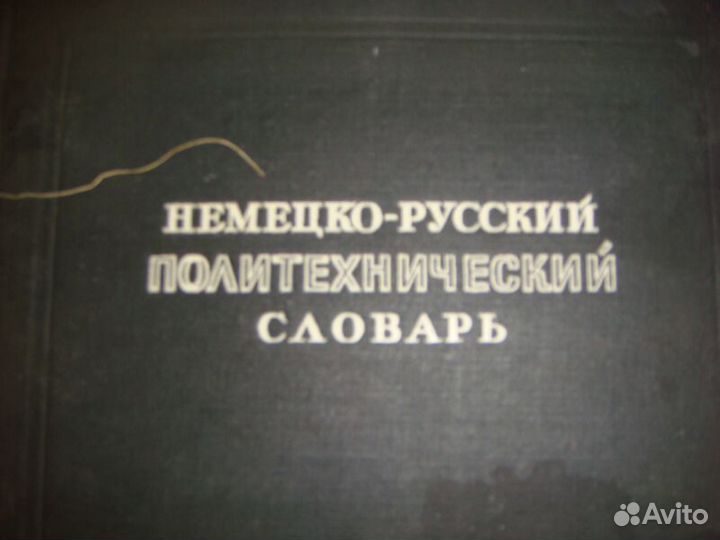 НЕМЕЦКО-РУССКИЙ
ПОЛИТЕХНИЧЕСКИЙ
СЛОВАРЬ
Avito